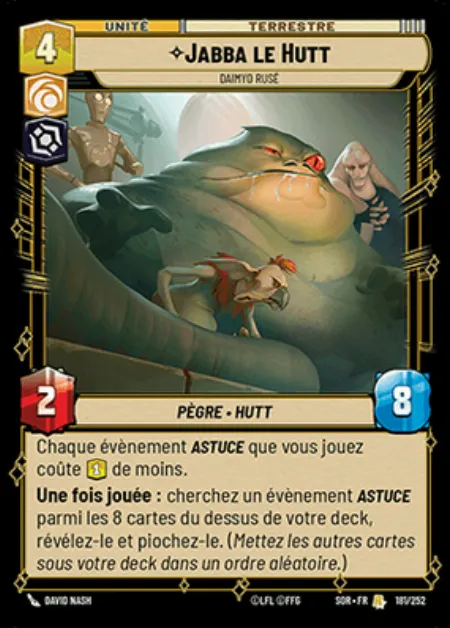 UNITÉ
TERRESTRE
4
JABBA LE HUTT
DAIMYO RUSÉ
2
PÈGRE • HUTT
8
Chaque évènement ASTUCE que vous jouez
coûte 1 de moins.
Une fois jouée : cherchez un évènement ASTUCE
parmi les 8 cartes du dessus de votre deck,
révélez-le et piochez-le. (Mettez les autres cartes
sous votre deck dans un ordre aléatoire.)
DAVID NASH
©LFL ©FFG
SOR • FR
R
181/252